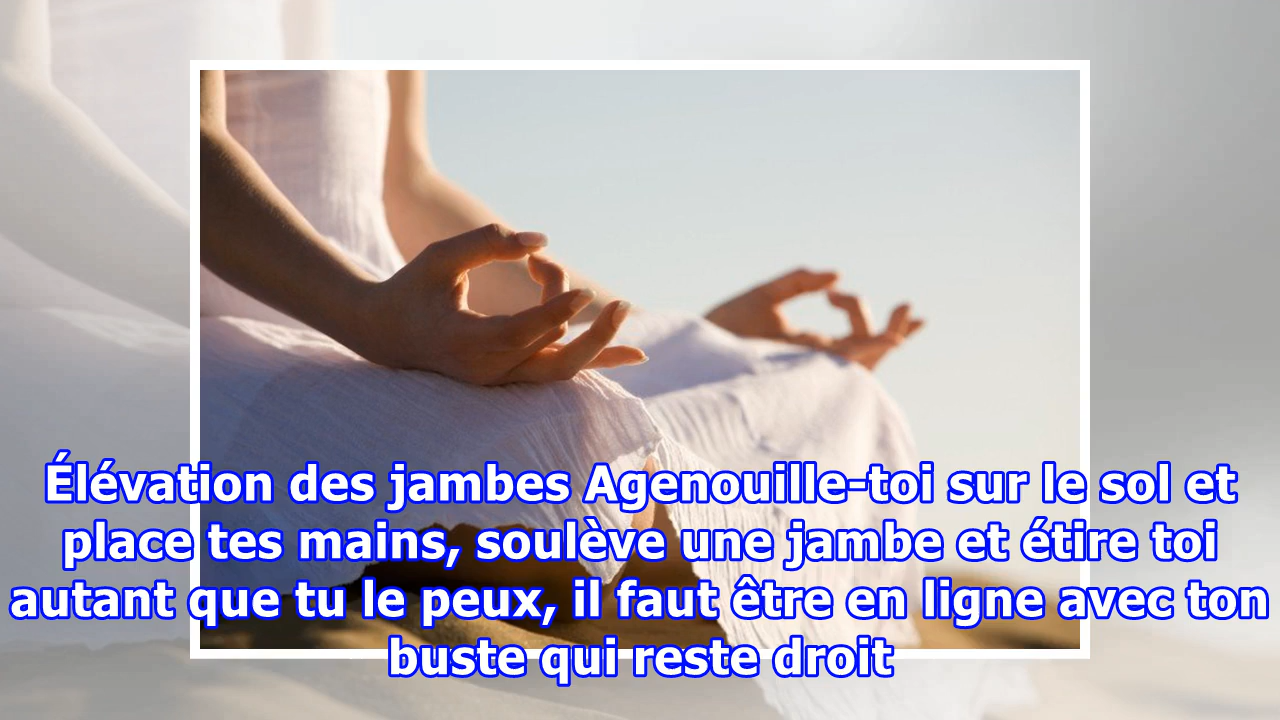 Élévation des jambes Agenouille-toi sur le sol et
place tes mains, soulève une jambe et étire toi
autant que tu le peux, il faut être en ligne avec ton
buste qui reste droit